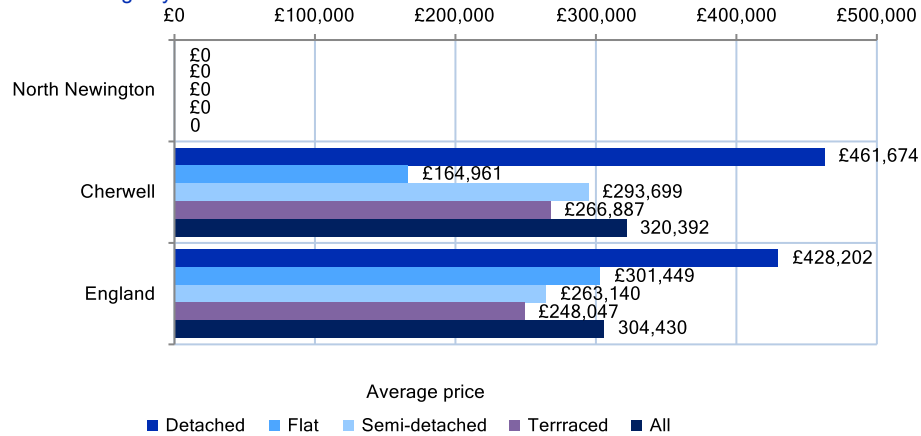 £0 £100,000 £200,000 £300,000 £400,000 £500,000
North Newington
£0
£0
£0
£0
0
Cherwell
£461,674
£164,961
£293,699
£266,887
320,392
England
£428,202
£301,449
£263,140
£248,047
304,430
Average price
Detached Flat Semi-detached Terrraced All